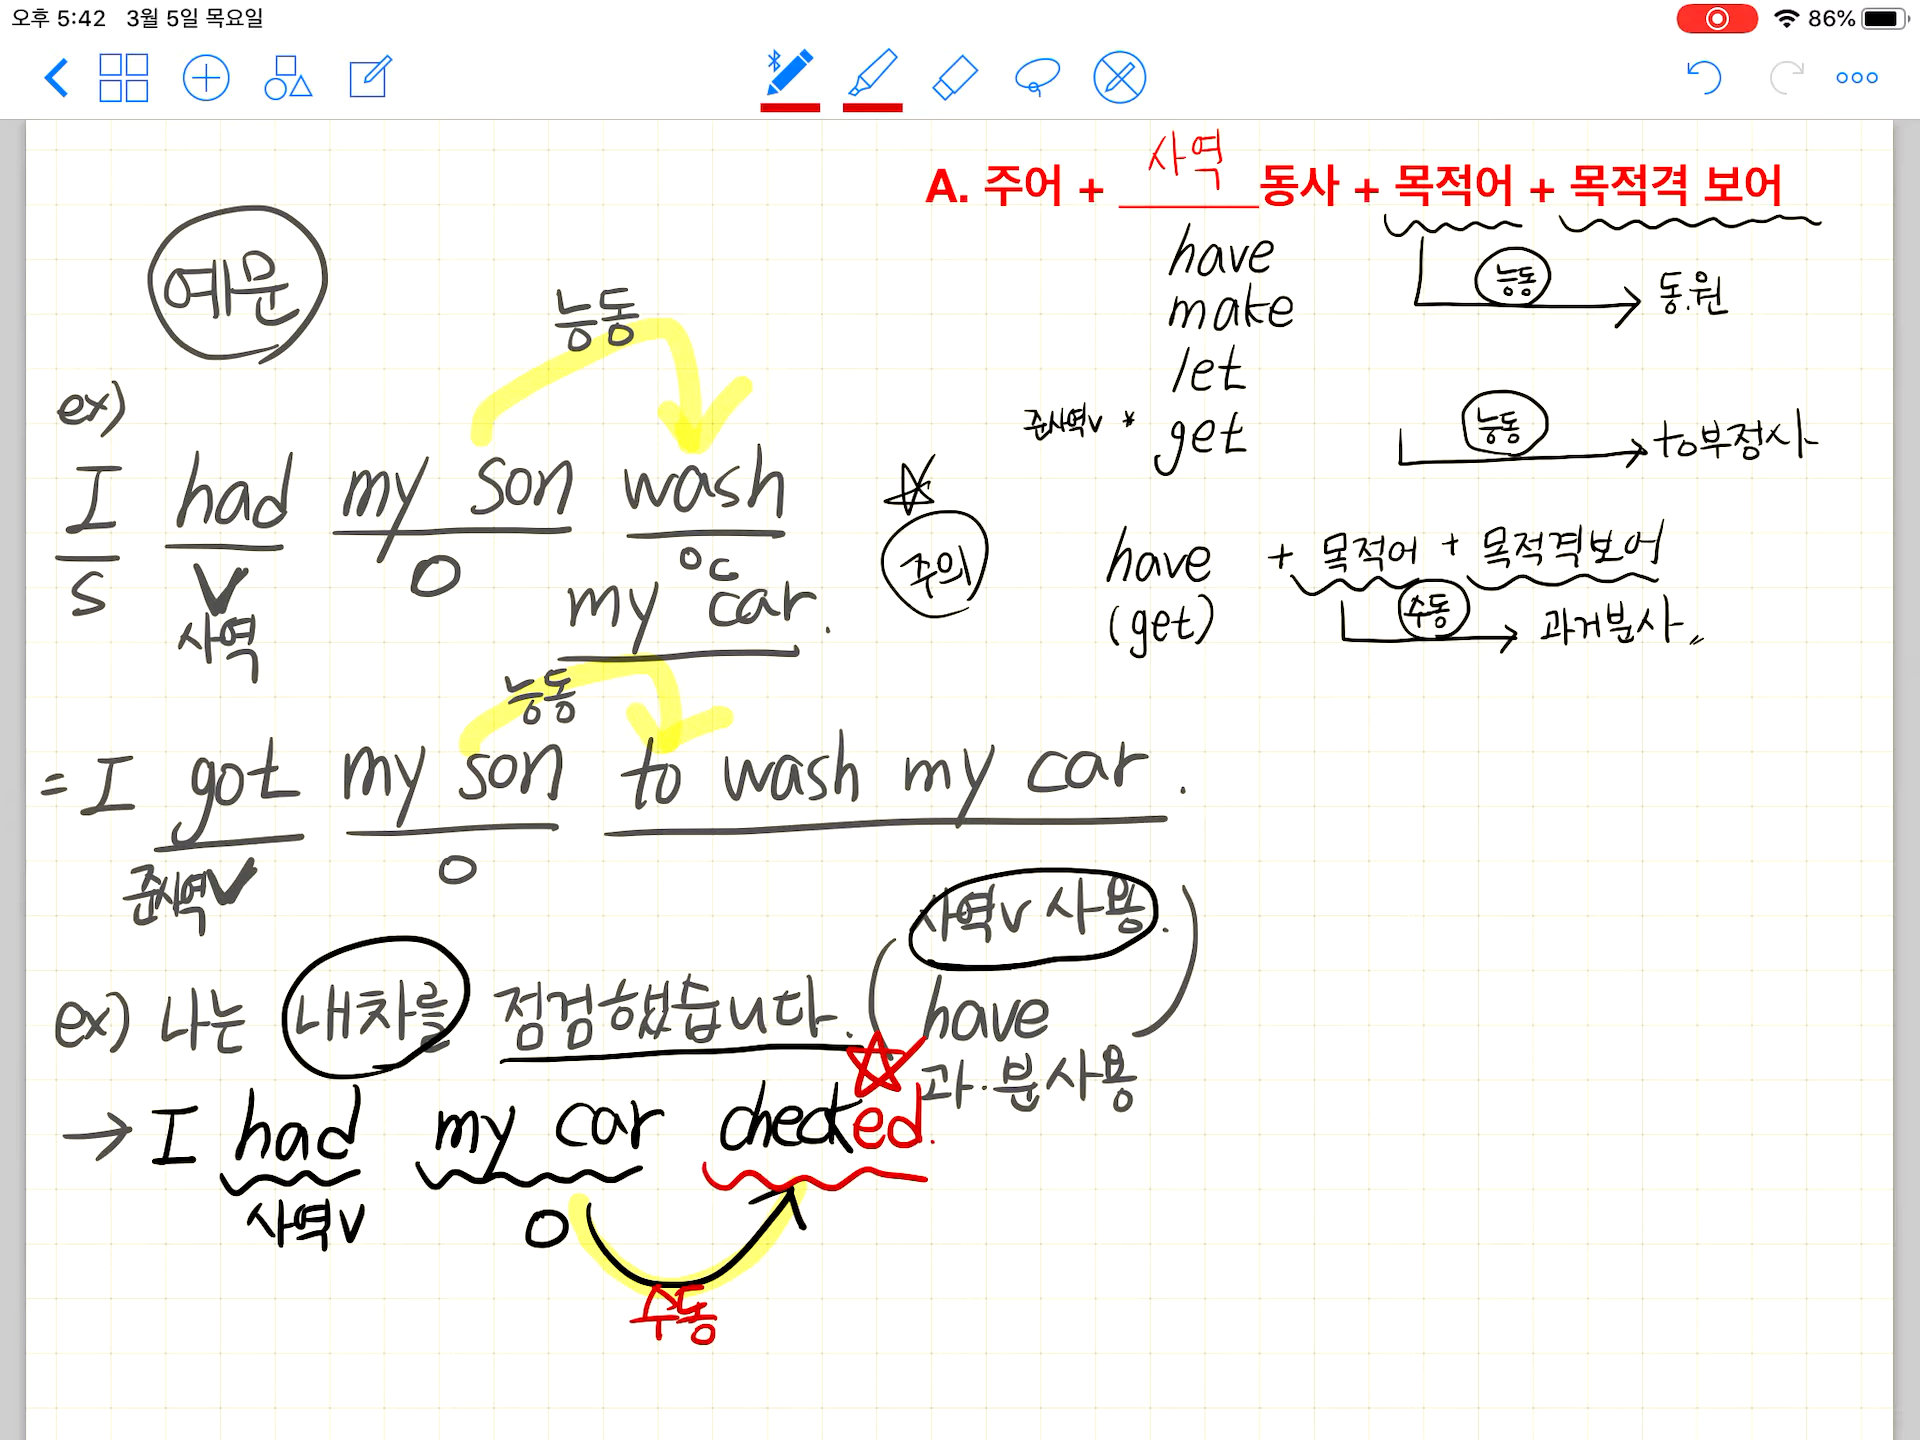 오후 5:42 3월 5일 목요일
86%
A. 주어 + 사역 동사 + 목적어 + 목적격 보어
have
make
let
준사역v * get
능동 동.원
능동 to부정사
주의
have + 목적어 + 목적격보어
(get) 수동 과거분사
예문
ex)
능동
I had my son wash
S V O OC
사역
my car.
능동
= I got my son to wash my car.
준사역V O
ex) 나는 내차를 점검했습니다. (사역v 사용.)
have
과.분사용
→ I had my car checked.
사역v O
수동